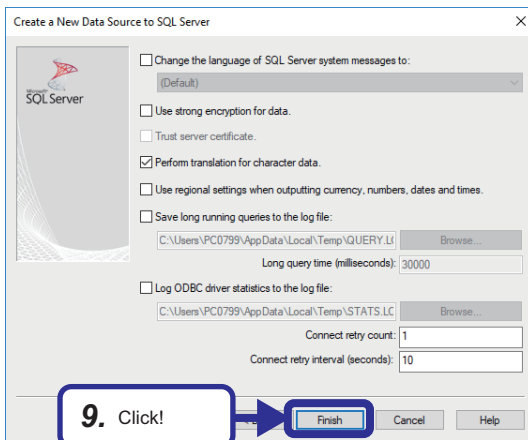 Create a New Data Source to SQL Server
Microsoft
SQL Server
Change the language of SQL Server system messages to:
(Default)
Use strong encryption for data.
Trust server certificate.
Perform translation for character data.
Use regional settings when outputting currency, numbers, dates and times.
Save long running queries to the log file:
C:\Users\PC0799\AppData\Local\Temp\QUERY.L Browse...
Long query time (milliseconds): 30000
Log ODBC driver statistics to the log file:
C:\Users\PC0799\AppData\Local\Temp\STATS.LC Browse...
Connect retry count: 1
Connect retry interval (seconds): 10
9. Click!
Finish Cancel Help